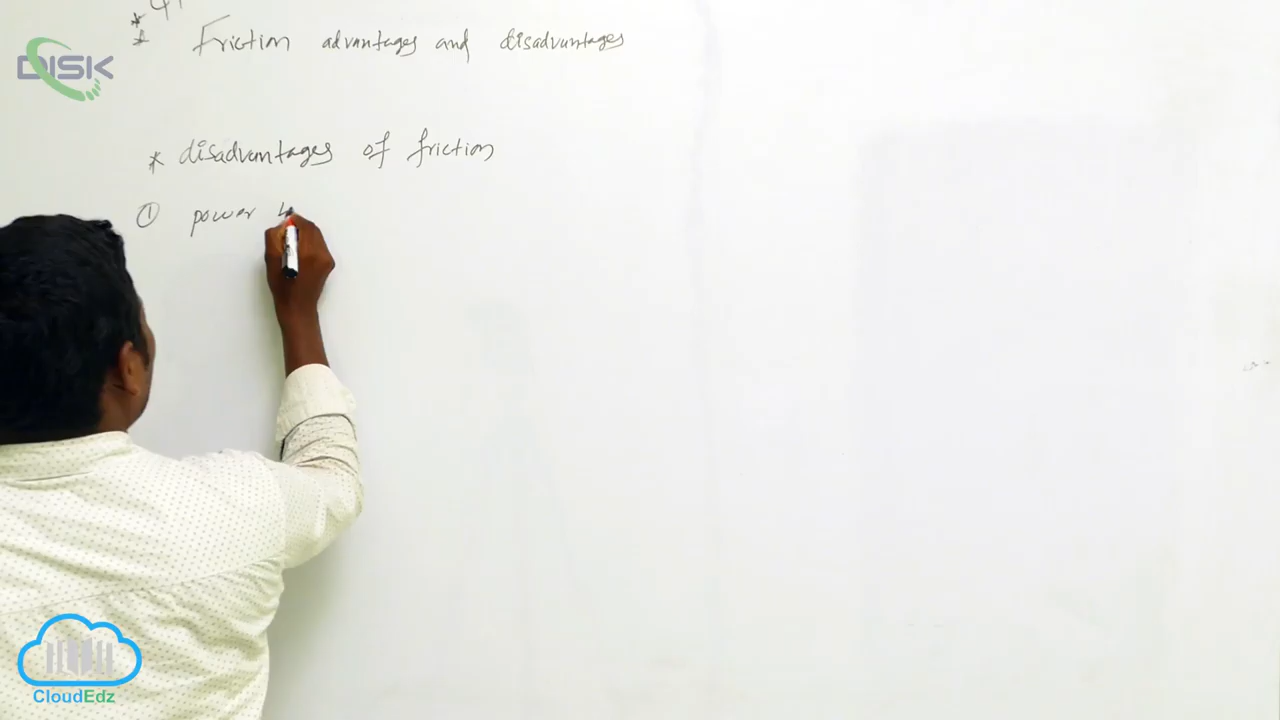 * Friction advantages and disadvantages
DISK
* disadvantages of friction
① power
CloudEdz